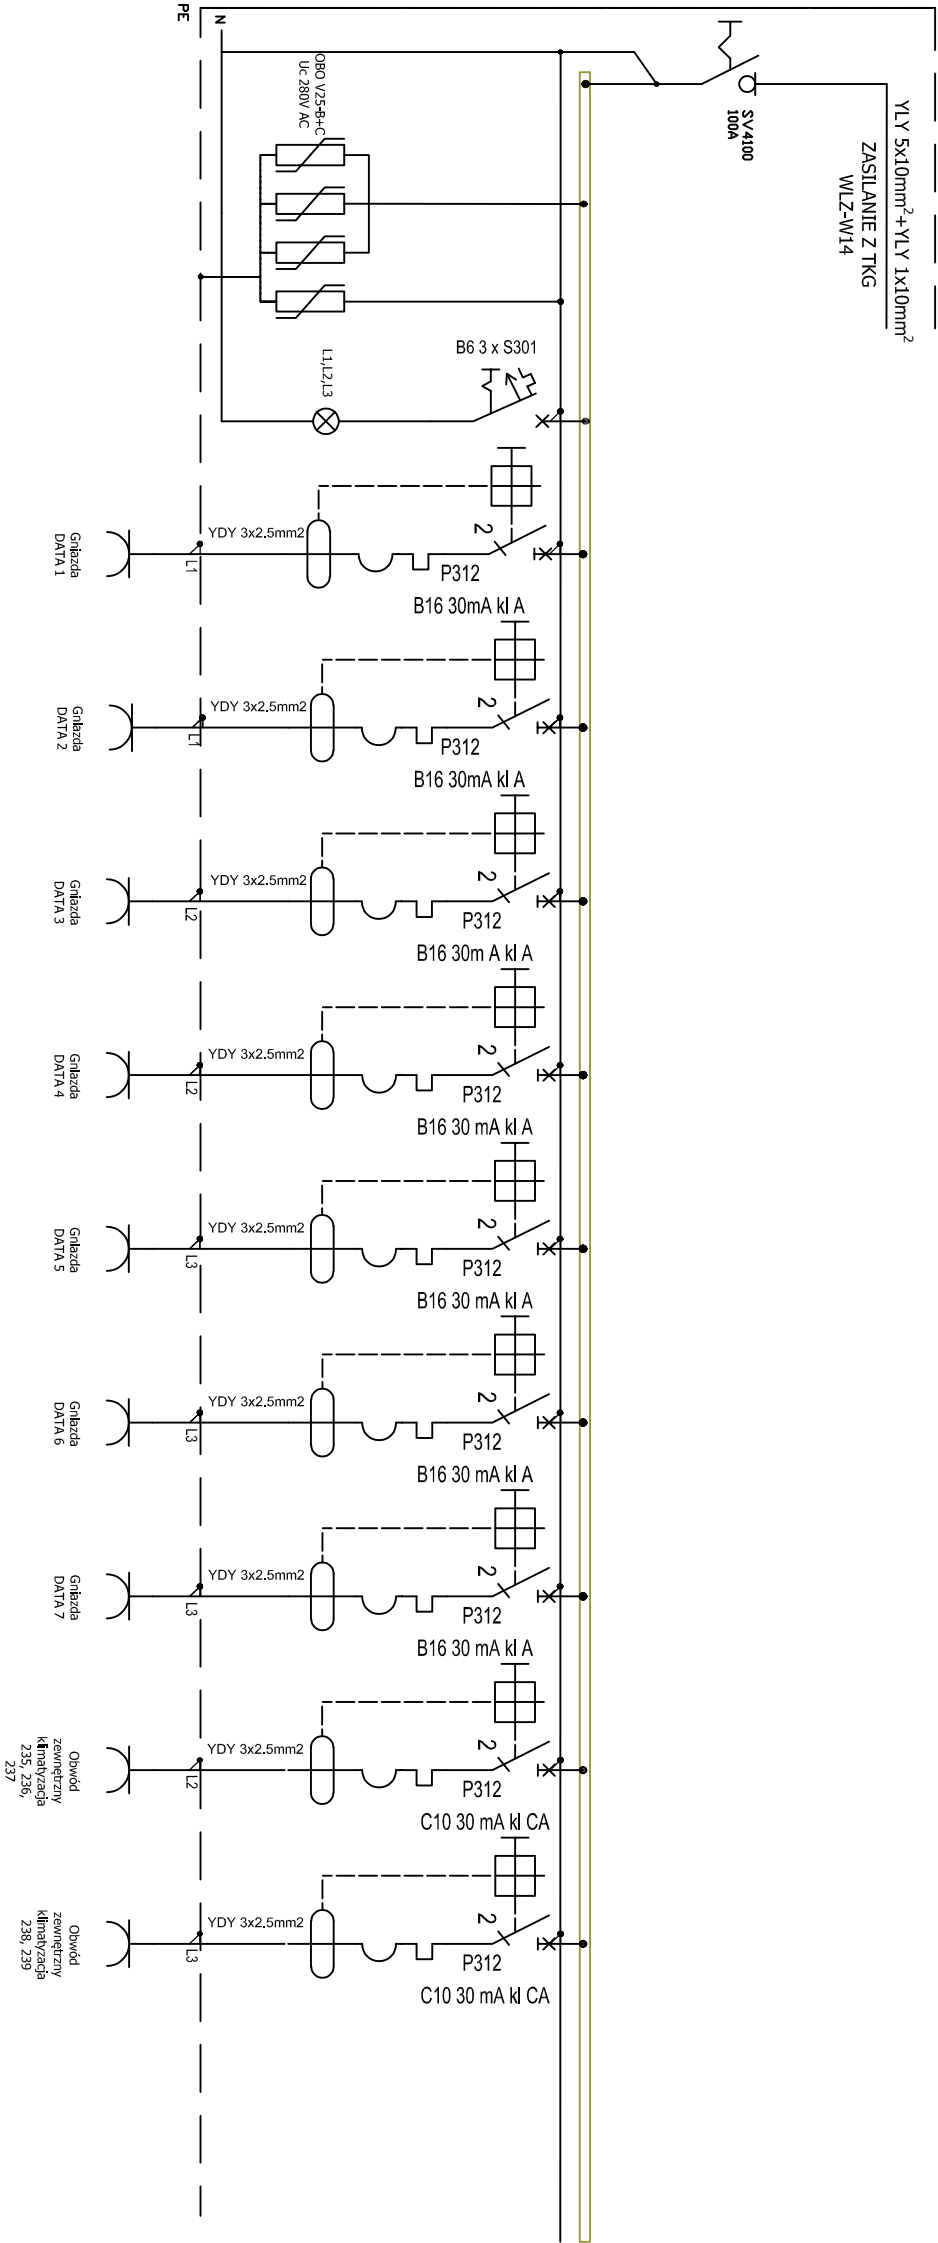 YLY 5x10mm²+YLY 1x10mm²
ZASILANIE Z TKG
WLZ-W14
SV4100
100A
PE
N
OBO V25-B+C
Uc 280V AC
L1,L2,L3
B6 3 x S301
Gniazda
DATA 1
L1
YDY 3x2.5mm2
2
P312
B16 30mA kl A
Gniazda
DATA 2
L1
YDY 3x2.5mm2
2
P312
B16 30mA kl A
Gniazda
DATA 3
L2
YDY 3x2.5mm2
2
P312
B16 30m A kl A
Gniazda
DATA 4
L2
YDY 3x2.5mm2
2
P312
B16 30 mA kl A
Gniazda
DATA 5
L3
YDY 3x2.5mm2
2
P312
B16 30 mA kl A
Gniazda
DATA 6
L3
YDY 3x2.5mm2
2
P312
B16 30 mA kl A
Gniazda
DATA 7
L3
YDY 3x2.5mm2
2
P312
B16 30 mA kl A
Obwód
zewnętrzny
klimatyzacja
235, 236,
237
L2
YDY 3x2.5mm2
2
P312
C10 30 mA kl CA
Obwód
zewnętrzny
klimatyzacja
238, 239
L3
YDY 3x2.5mm2
2
P312
C10 30 mA kl CA